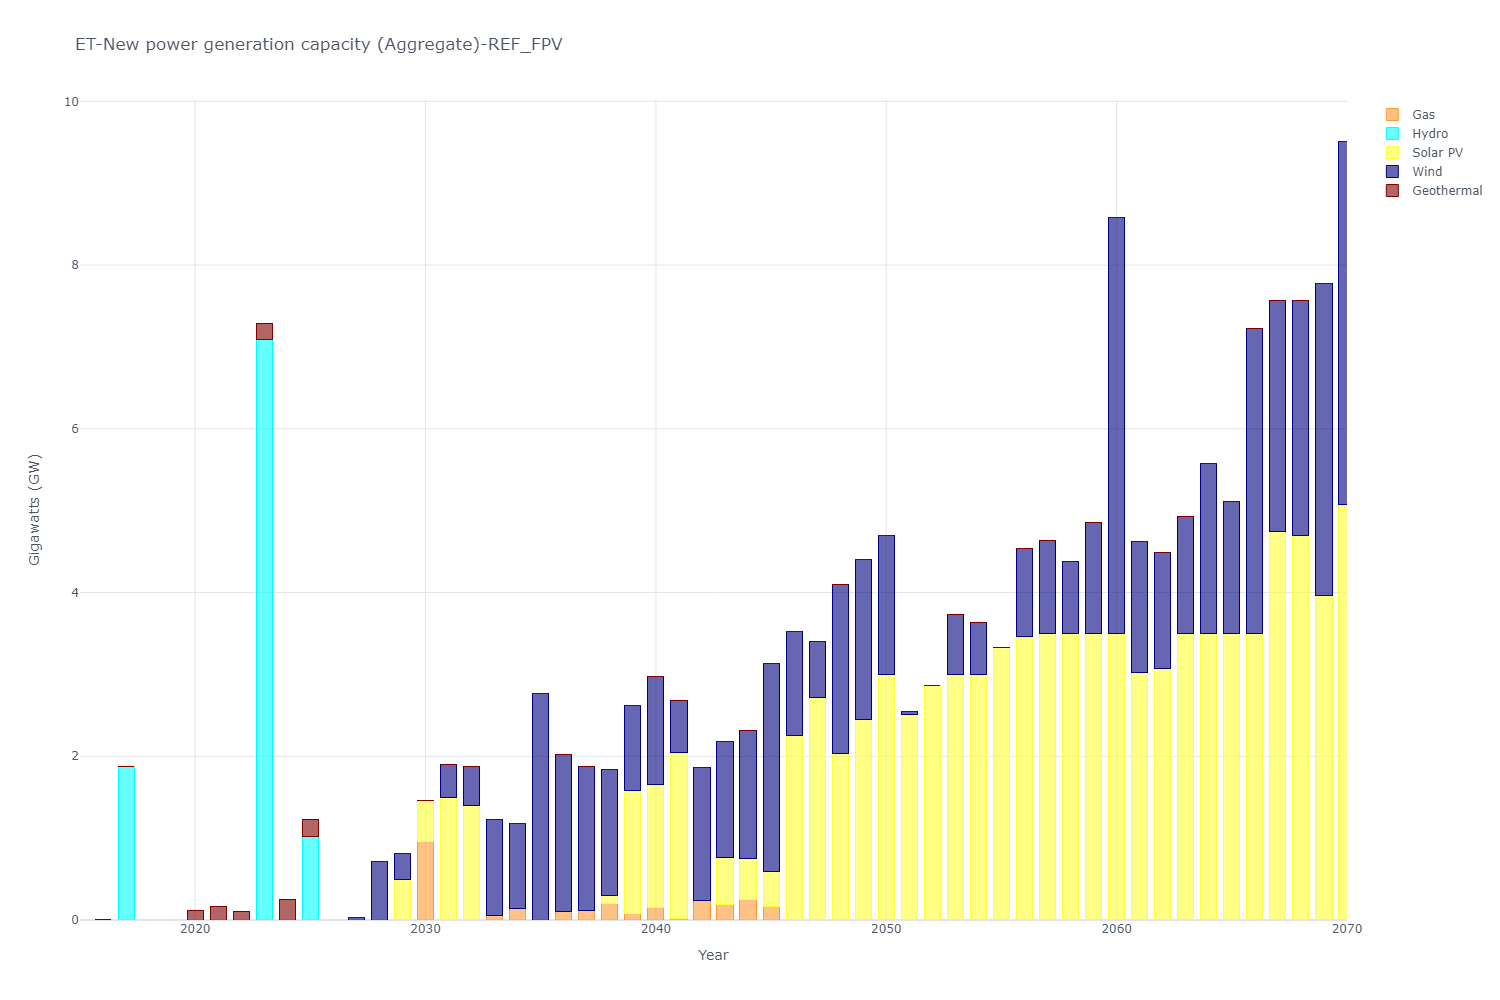 ET-New power generation capacity (Aggregate)-REF_FPV
10
8
6
4
2
0
Gigawatts (GW)
2020
2030
2040
2050
2060
2070
Year
Gas
Hydro
Solar PV
Wind
Geothermal